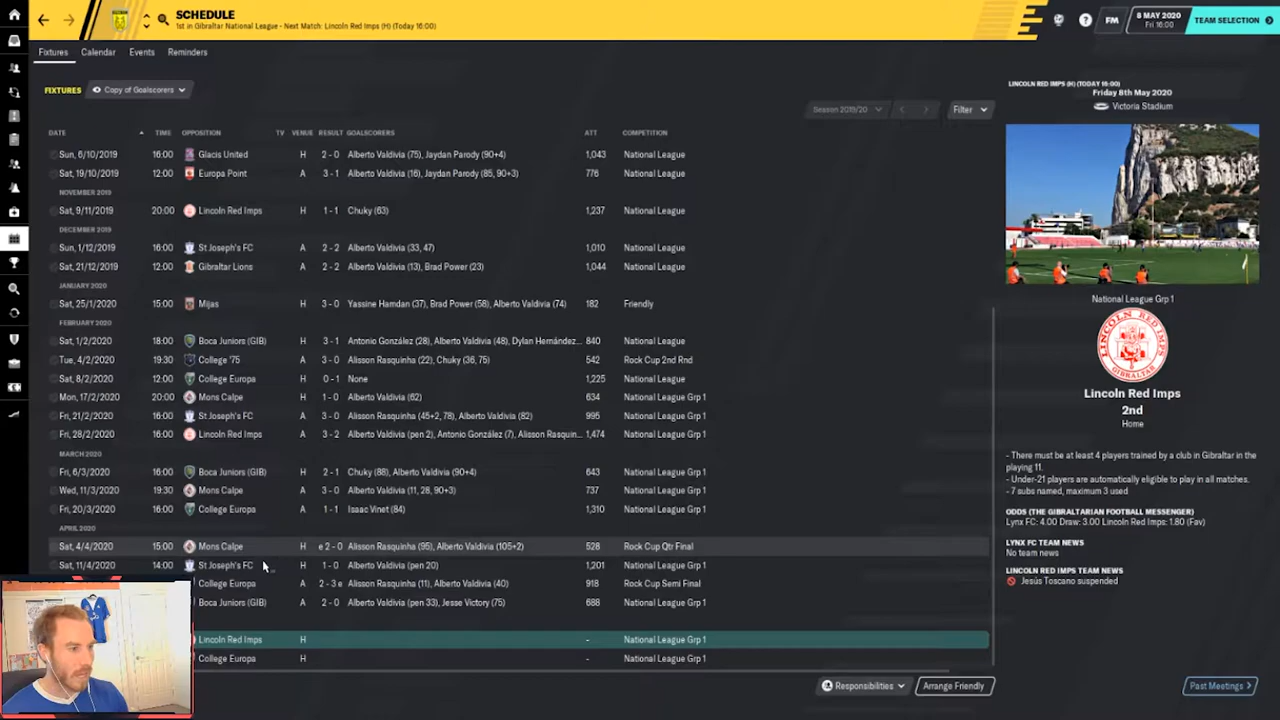 SCHEDULE
1st in Gibraltar National League - Next Match: Lincoln Red Imps (H) (Today 16:00)
FM
8 MAY 2020
Fri 16:00
TEAM SELECTION
Fixtures Calendar Events Reminders
FIXTURES Copy of Goalscorers
Season 2019/20 Filter
DATE TIME OPPOSITION TV VENUE RESULT GOALSCORERS ATT COMPETITION
Sun, 6/10/2019 16:00 Glacis United H 2 - 0 Alberto Valdivia (75), Jaydan Parody (90+4) 1,043 National League
Sat, 19/10/2019 12:00 Europa Point A 3 - 1 Alberto Valdivia (16), Jaydan Parody (85, 90+3) 776 National League
NOVEMBER 2019
Sat, 9/11/2019 20:00 Lincoln Red Imps H 1 - 1 Chuky (63) 1,237 National League
DECEMBER 2019
Sun, 1/12/2019 16:00 St Joseph's FC A 2 - 2 Alberto Valdivia (33, 47) 1,010 National League
Sat, 21/12/2019 12:00 Gibraltar Lions A 2 - 2 Alberto Valdivia (13), Brad Power (23) 1,044 National League
JANUARY 2020
Sat, 25/1/2020 15:00 Mijas H 3 - 0 Yassine Hamdan (37), Brad Power (58), Alberto Valdivia (74) 182 Friendly
FEBRUARY 2020
Sat, 1/2/2020 18:00 Boca Juniors (GIB) H 3 - 1 Antonio González (28), Alberto Valdivia (48), Dylan Hernández... 840 National League
Tue, 4/2/2020 19:30 College '75 A 3 - 0 Alisson Rasquinha (22), Chuky (36, 75) 542 Rock Cup 2nd Rnd
Sat, 8/2/2020 12:00 College Europa H 0 - 1 None 1,225 National League
Mon, 17/2/2020 20:00 Mons Calpe H 1 - 0 Alberto Valdivia (62) 634 National League Grp 1
Fri, 21/2/2020 16:00 St Joseph's FC A 3 - 0 Alisson Rasquinha (45+2, 78), Alberto Valdivia (82) 995 National League Grp 1
Fri, 28/2/2020 16:00 Lincoln Red Imps A 3 - 2 Alberto Valdivia (pen 2), Antonio González (7), Alisson Rasquin... 1,474 National League Grp 1
MARCH 2020
Fri, 6/3/2020 16:00 Boca Juniors (GIB) A 2 - 1 Chuky (88), Alberto Valdivia (90+4) 643 National League Grp 1
Wed, 11/3/2020 19:30 Mons Calpe A 3 - 0 Alberto Valdivia (11, 28, 90+3) 737 National League Grp 1
Fri, 20/3/2020 16:00 College Europa A 1 - 1 Isaac Vinet (84) 1,310 National League Grp 1
APRIL 2020
Sat, 4/4/2020 15:00 Mons Calpe H e 2 - 0 Alisson Rasquinha (95), Alberto Valdivia (105+2) 528 Rock Cup Qtr Final
Sat, 11/4/2020 14:00 St Joseph's FC H 1 - 0 Alberto Valdivia (pen 20) 1,201 National League Grp 1
College Europa A 2 - 3 e Alisson Rasquinha (11), Alberto Valdivia (40) 918 Rock Cup Semi Final
Boca Juniors (GIB) H 2 - 0 Alberto Valdivia (pen 33), Jesse Victory (75) 688 National League Grp 1
Lincoln Red Imps H - National League Grp 1
College Europa H - National League Grp 1
Responsibilities Arrange Friendly
LINCOLN RED IMPS (H) (TODAY 16:00)
Friday 8th May 2020
Victoria Stadium
National League Grp 1
LINCOLN RED IMPS
GIBRALTAR
Lincoln Red Imps
2nd
Home
- There must be at least 4 players trained by a club in Gibraltar in the
playing 11.
- Under-21 players are automatically eligible to play in all matches.
- 7 subs named, maximum 3 used
ODDS (THE GIBRALTARIAN FOOTBALL MESSENGER)
Lynx FC: 4.00 Draw: 3.00 Lincoln Red Imps: 1.80 (Fav)
LYNX FC TEAM NEWS
No team news
LINCOLN RED IMPS TEAM NEWS
Jesús Toscano suspended
Past Meetings